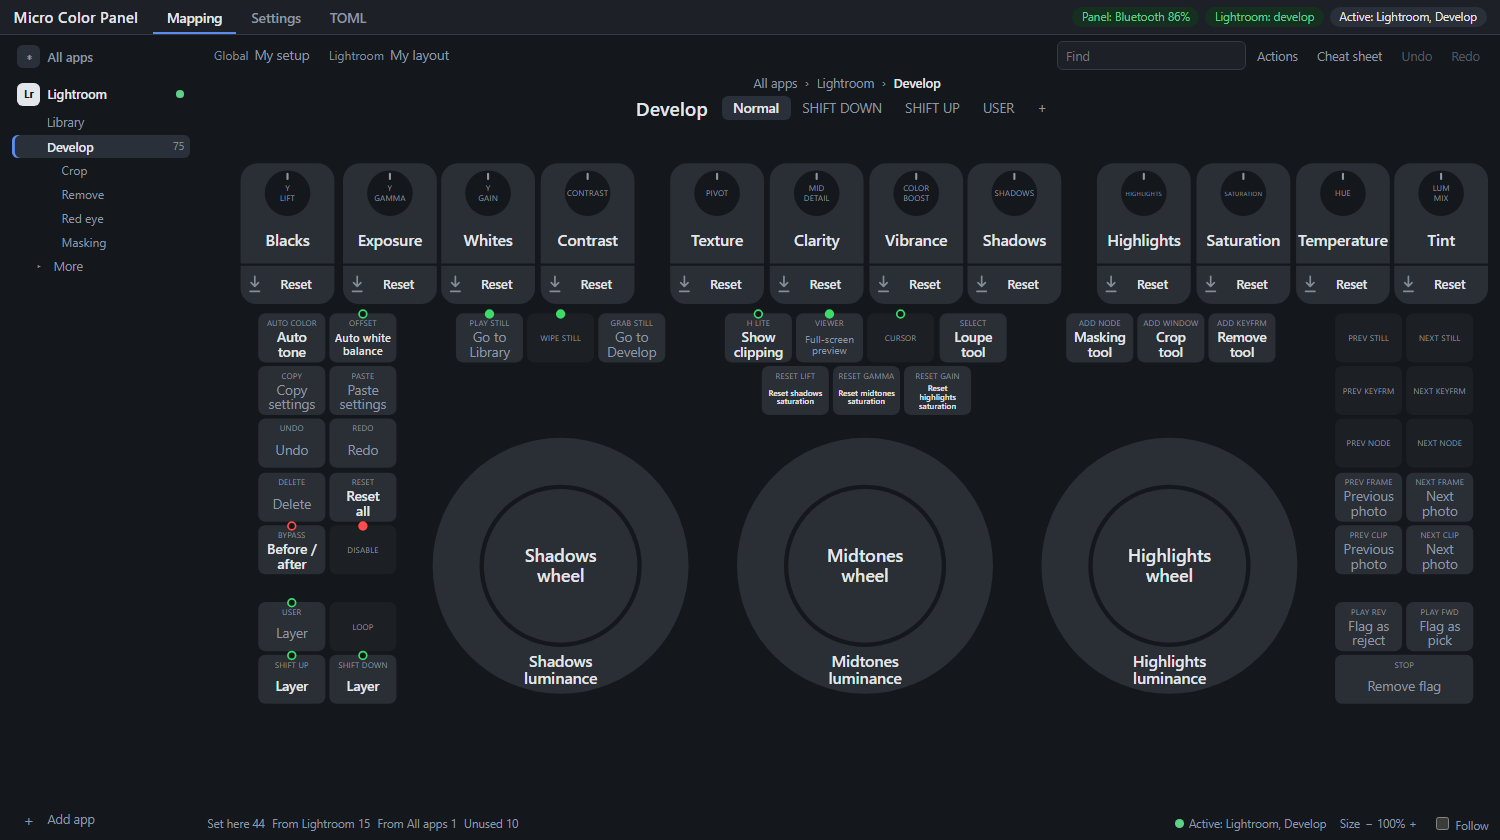 Micro Color Panel Mapping Settings TOML Panel: Bluetooth 86% Lightroom: develop Active: Lightroom, Develop
All apps Global My setup Lightroom My layout Find Actions Cheat sheet Undo Redo
All apps › Lightroom › Develop
Lr Lightroom
Develop Normal SHIFT DOWN SHIFT UP USER +
Library
Develop 75
Crop
Remove
Red eye
Masking
More
Y LIFT
Blacks
Reset
Y GAMMA
Exposure
Reset
Y GAIN
Whites
Reset
CONTRAST
Contrast
Reset
PIVOT
Texture
Reset
MID DETAIL
Clarity
Reset
COLOR BOOST
Vibrance
Reset
SHADOWS
Shadows
Reset
HIGHLIGHTS
Highlights
Reset
SATURATION
Saturation
Reset
HUE
Temperature
Reset
LUM MIX
Tint
Reset
AUTO COLOR
Auto
tone
OFFSET
Auto white
balance
PLAY STILL
Go to
Library
WIPE STILL
GRAB STILL
Go to
Develop
H LITE
Show
clipping
VIEWER
Full-screen
preview
CURSOR
SELECT
Loupe
tool
ADD NODE
Masking
tool
ADD WINDOW
Crop
tool
ADD KEYFRM
Remove
tool
PREV STILL
NEXT STILL
COPY
Copy
settings
PASTE
Paste
settings
RESET LIFT
Reset shadows
saturation
RESET GAMMA
Reset midtones
saturation
RESET GAIN
Reset
highlights
saturation
PREV KEYFRM
NEXT KEYFRM
UNDO
Undo
REDO
Redo
PREV NODE
NEXT NODE
DELETE
Delete
RESET
Reset
all
PREV FRAME
Previous
photo
NEXT FRAME
Next
photo
BYPASS
Before /
after
DISABLE
Shadows
wheel
Midtones
wheel
Highlights
wheel
PREV CLIP
Previous
photo
NEXT CLIP
Next
photo
USER
Layer
LOOP
PLAY REV
Flag as
reject
PLAY FWD
Flag as
pick
SHIFT UP
Layer
SHIFT DOWN
Layer
Shadows
luminance
Midtones
luminance
Highlights
luminance
STOP
Remove flag
+ Add app
Set here 44 From Lightroom 15 From All apps 1 Unused 10 Active: Lightroom, Develop Size − 100% + Follow